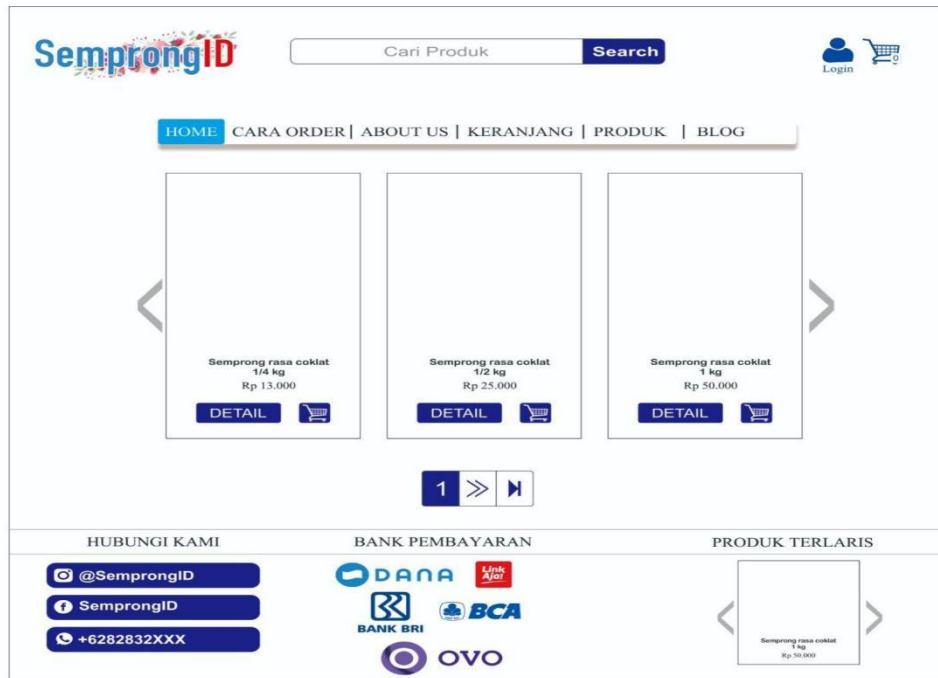 SemprongID
Cari Produk Search
Login
0
HOME CARA ORDER | ABOUT US | KERANJANG | PRODUK | BLOG
Semprong rasa coklat
1/4 kg
Rp 13.000
DETAIL
Semprong rasa coklat
1/2 kg
Rp 25.000
DETAIL
Semprong rasa coklat
1 kg
Rp 50.000
DETAIL
1
HUBUNGI KAMI
@SemprongID
SemprongID
+6282832XXX
BANK PEMBAYARAN
DANA
Link
Aja!
BANK BRI
BCA
OVO
PRODUK TERLARIS
Semprong rasa coklat
1 kg
Rp 50.000